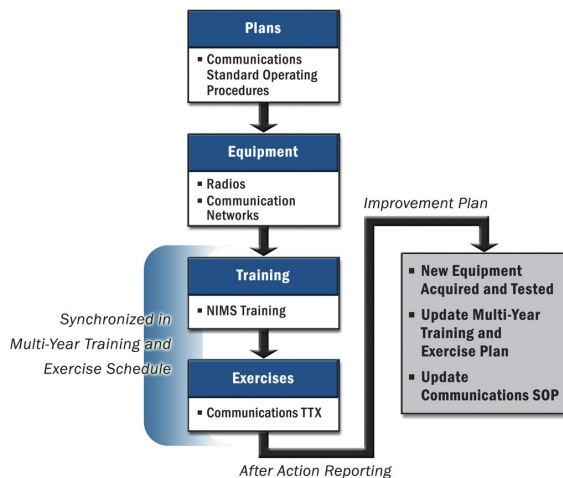 Plans
▪ Communications
Standard Operating
Procedures
Equipment
▪ Radios
▪ Communication
Networks
Improvement Plan
Training
▪ NIMS Training
Synchronized in
Multi-Year Training and
Exercise Schedule
Exercises
▪ Communications TTX
▪ New Equipment
Acquired and Tested
▪ Update Multi-Year
Training and
Exercise Plan
▪ Update
Communications SOP
After Action Reporting